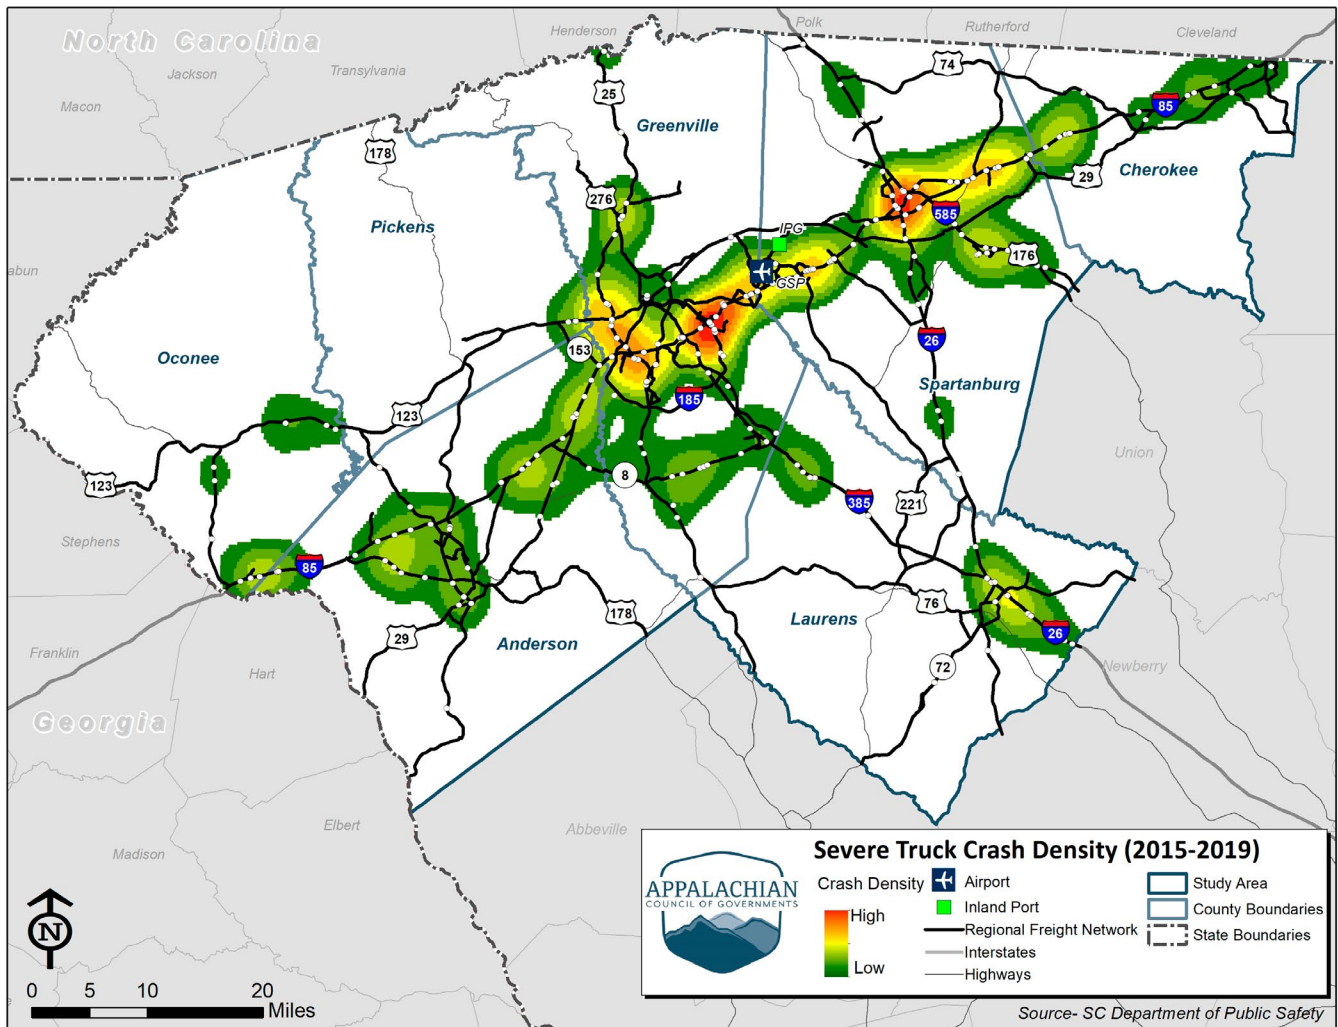 North Carolina
Henderson
Polk
Rutherford
Cleveland
Jackson
Transylvania
Macon
74
25
85
Greenville
178
Cherokee
29
276
585
Pickens
IPG
176
abun
GSP
26
153
Oconee
Spartanburg
185
123
Union
8
123
221
385
Stephens
85
76
178
Laurens
26
29
Anderson
Franklin
72
Newberry
Hart
Georgia
Elbert
Abbeville
Madison
N
0 5 10 20
Miles
APPALACHIAN
COUNCIL OF GOVERNMENTS
Severe Truck Crash Density (2015-2019)
Crash Density
High
Low
Airport
Inland Port
Regional Freight Network
Interstates
Highways
Study Area
County Boundaries
State Boundaries
Source- SC Department of Public Safety